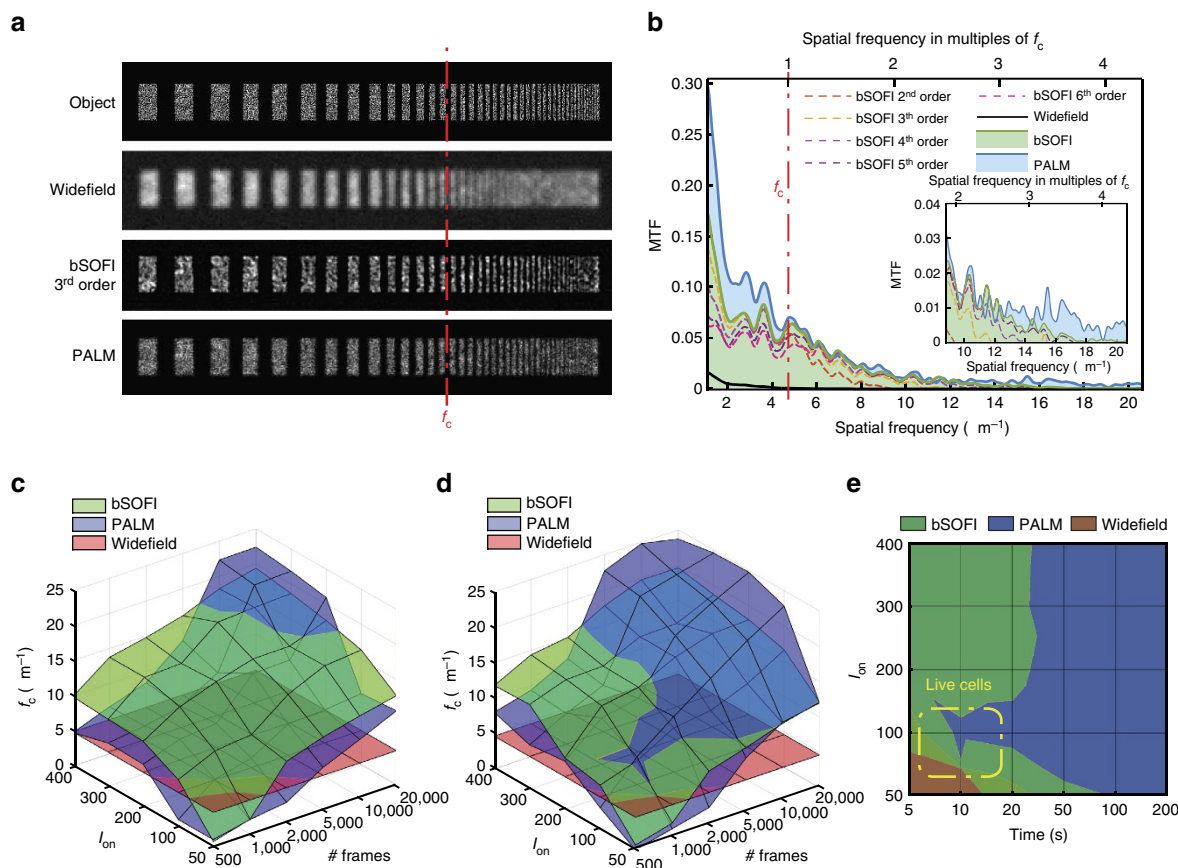 a
Object
Widefield
bSOFI
3rd order
PALM
fc
b
Spatial frequency in multiples of fc
1 2 3 4
0.30
0.25
0.20
0.15
0.10
0.05
0
MTF
fc
bSOFI 2nd order
bSOFI 3th order
bSOFI 4th order
bSOFI 5th order
bSOFI 6th order
Widefield
bSOFI
PALM
Spatial frequency in multiples of fc
2 3 4
0.04
0.03
0.02
0.01
0
MTF
10 12 14 16 18 20
Spatial frequency ( m–1)
2 4 6 8 10 12 14 16 18 20
Spatial frequency ( m–1)
c
bSOFI
PALM
Widefield
25
20
15
10
5
0
fc ( m–1)
400
300
200
100
50
Ion
500
1,000
2,000
5,000
10,000
20,000
# frames
d
bSOFI
PALM
Widefield
25
20
15
10
5
0
fc ( m–1)
400
300
200
100
50
Ion
500
1,000
2,000
5,000
10,000
20,000
# frames
e
bSOFI PALM Widefield
400
300
200
100
50
Ion
Live cells
5 10 20 50 100 200
Time (s)